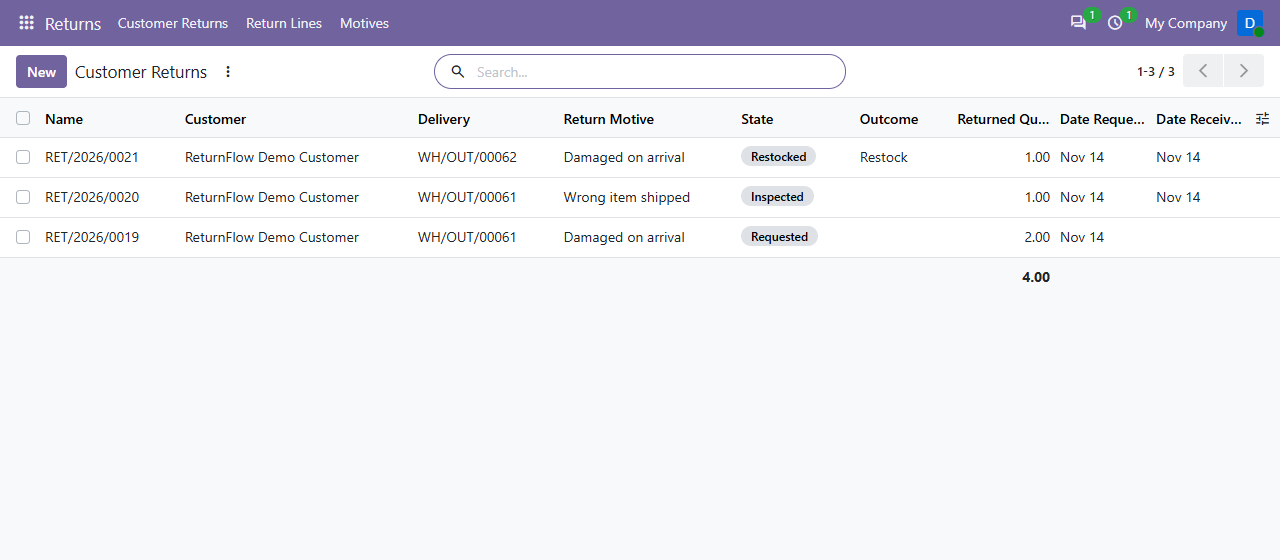 Returns Customer Returns Return Lines Motives 1 1 My Company D
New Customer Returns Search... 1-3 / 3
Name Customer Delivery Return Motive State Outcome Returned Qu... Date Reque... Date Receiv...
RET/2026/0021 ReturnFlow Demo Customer WH/OUT/00062 Damaged on arrival Restocked Restock 1.00 Nov 14 Nov 14
RET/2026/0020 ReturnFlow Demo Customer WH/OUT/00061 Wrong item shipped Inspected 1.00 Nov 14 Nov 14
RET/2026/0019 ReturnFlow Demo Customer WH/OUT/00061 Damaged on arrival Requested 2.00 Nov 14
4.00